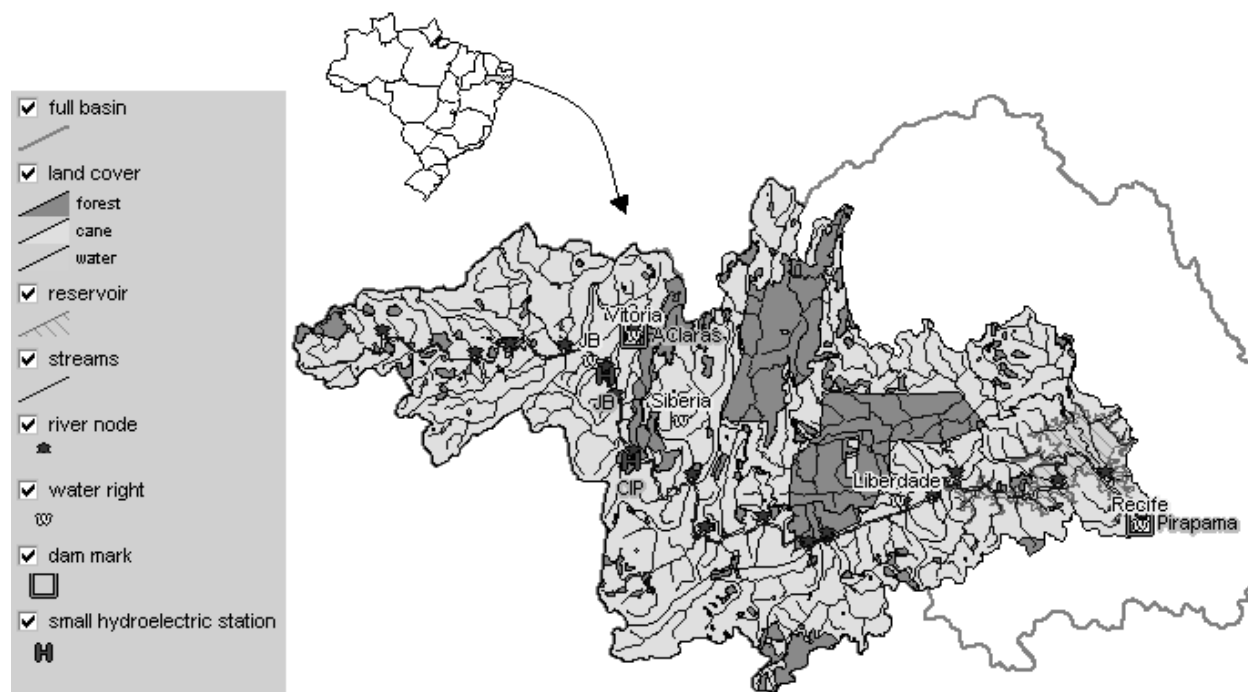 full basin
land cover
forest
cane
water
reservoir
streams
river node
water right
w
dam mark
small hydroelectric station
H
Vitoria
w
AClaras
JB
w
H
JB
Siberia
w
H
CIP
Liberdade
w
Recife
w
Pirapama